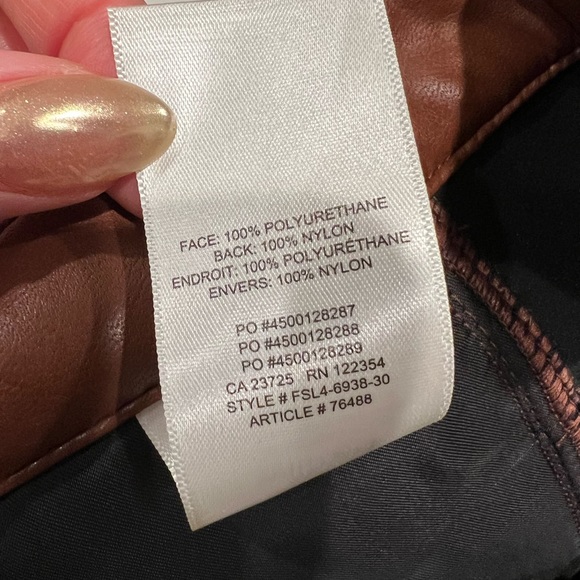 FACE: 100% POLYURETHANE
BACK: 100% NYLON
ENDROIT: 100% POLYURÉTHANE
ENVERS: 100% NYLON
PO #4500128287
PO #4500128288
PO #4500128289
CA 23725 RN 122354
STYLE # FSL4-6938-30
ARTICLE # 76488